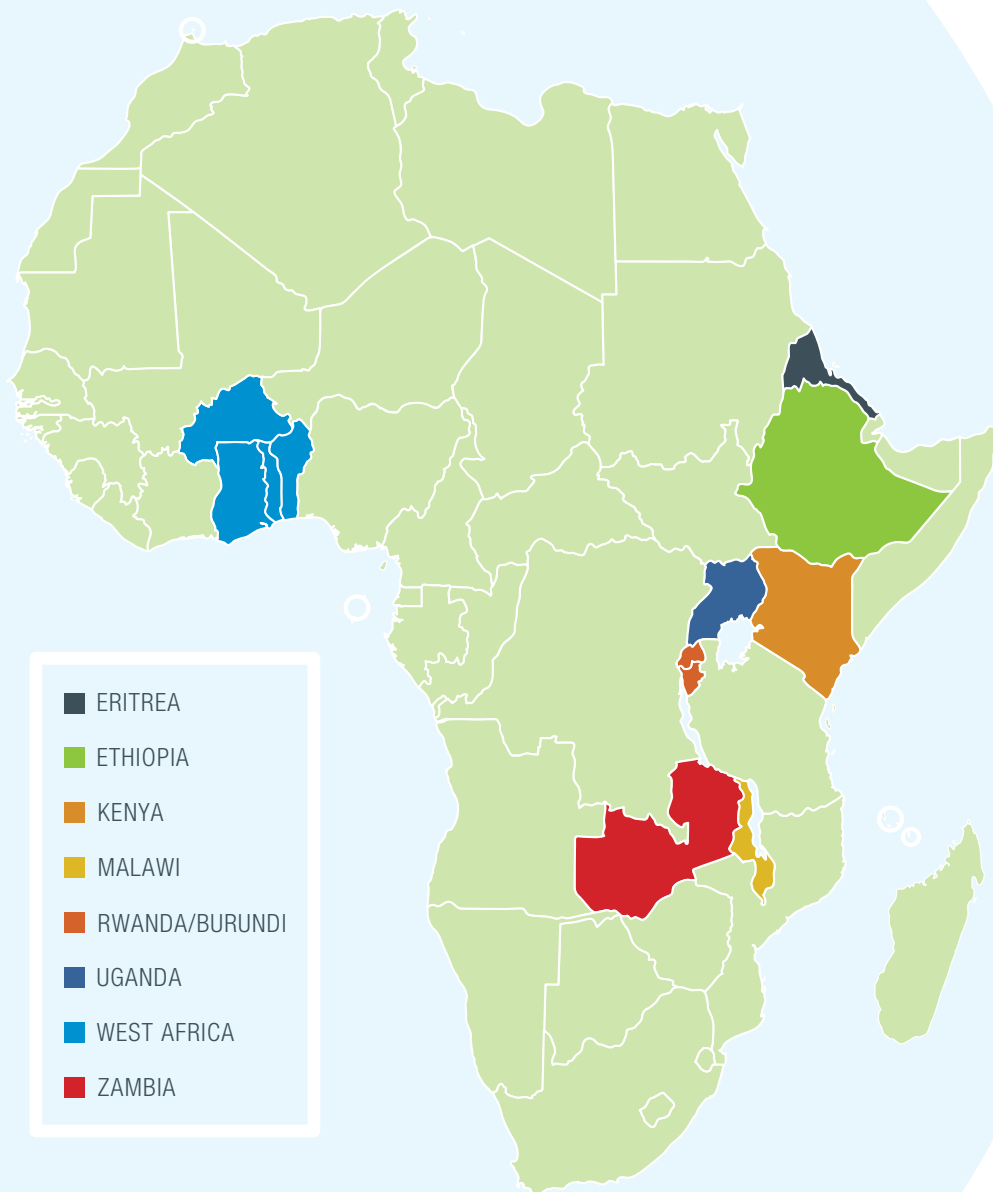 ERITREA
ETHIOPIA
KENYA
MALAWI
RWANDA/BURUNDI
UGANDA
WEST AFRICA
ZAMBIA